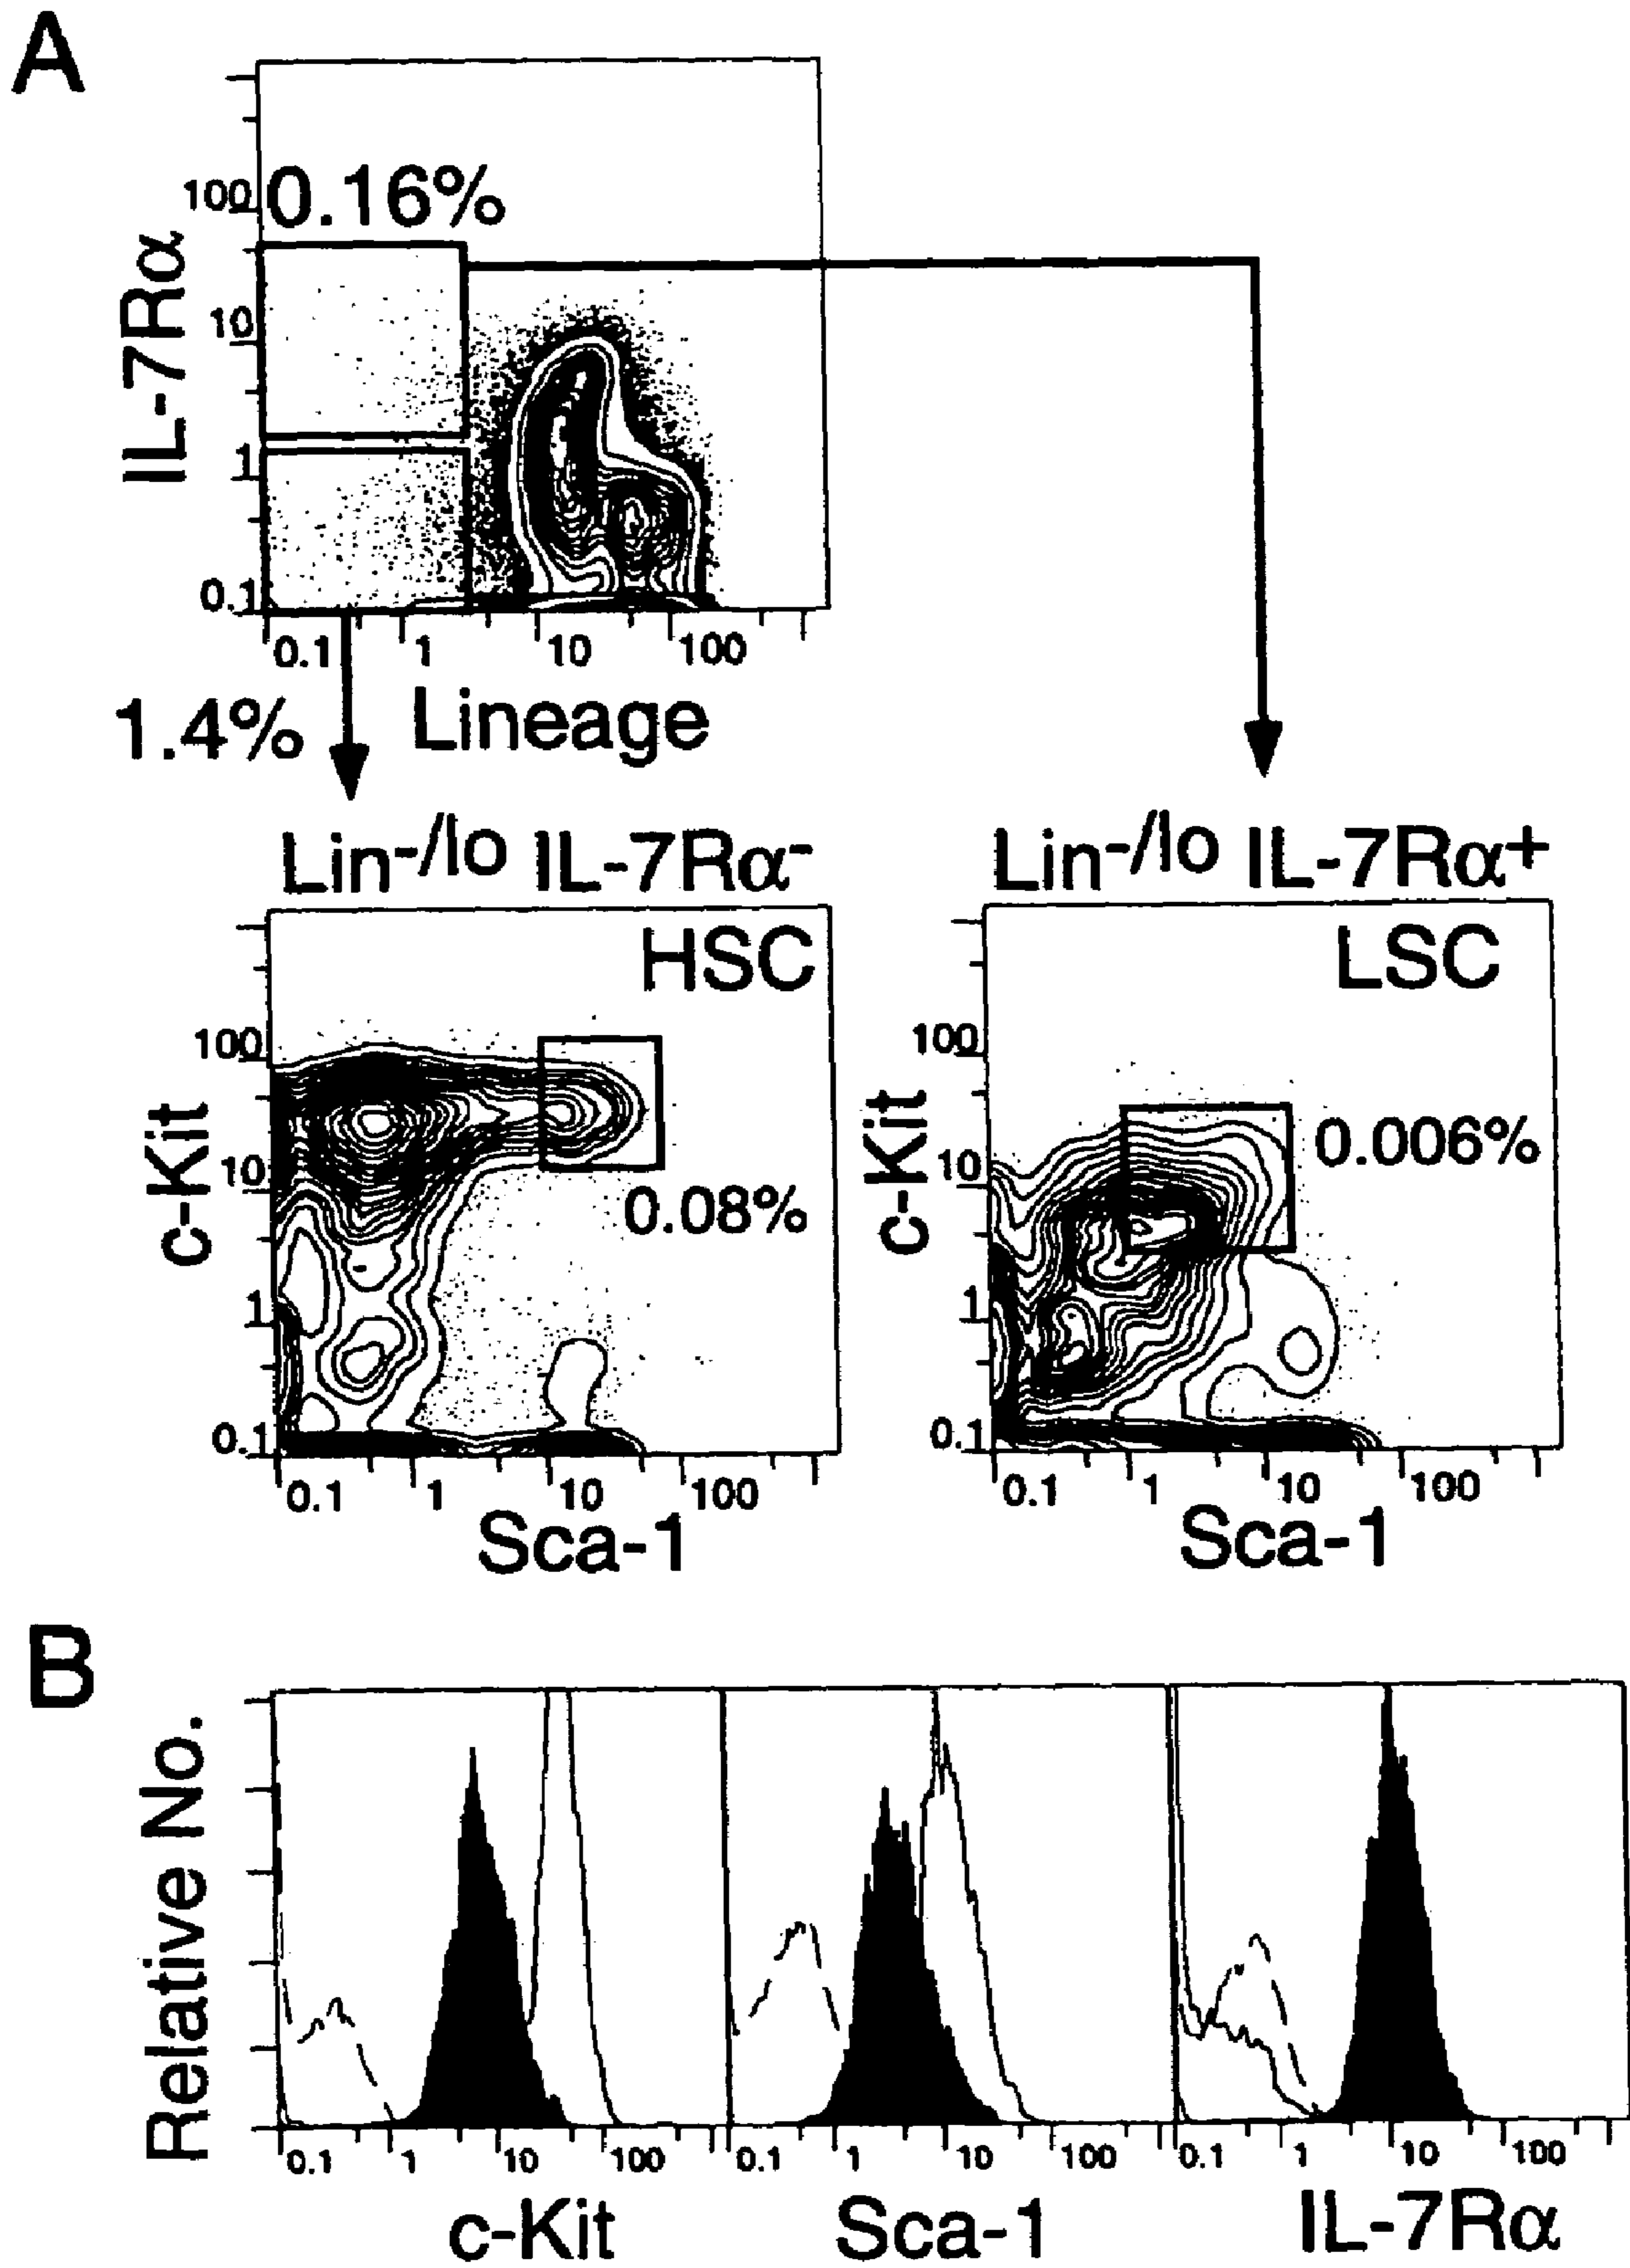 A
0.16%
IL-7Rα
100
10
1
0.1
0.1 1 10 100
1.4%
Lineage
Lin-/lo IL-7Rα-
Lin-/lo IL-7Rα+
HSC
c-Kit
100
10
1
0.1
0.08%
0.1 1 10 100
Sca-1
LSC
c-Kit
100
10
1
0.1
0.006%
0.1 1 10 100
Sca-1
B
Relative No.
0.1 1 10 100
0.1 1 10 100
0.1 1 10 100
c-Kit
Sca-1
IL-7Rα